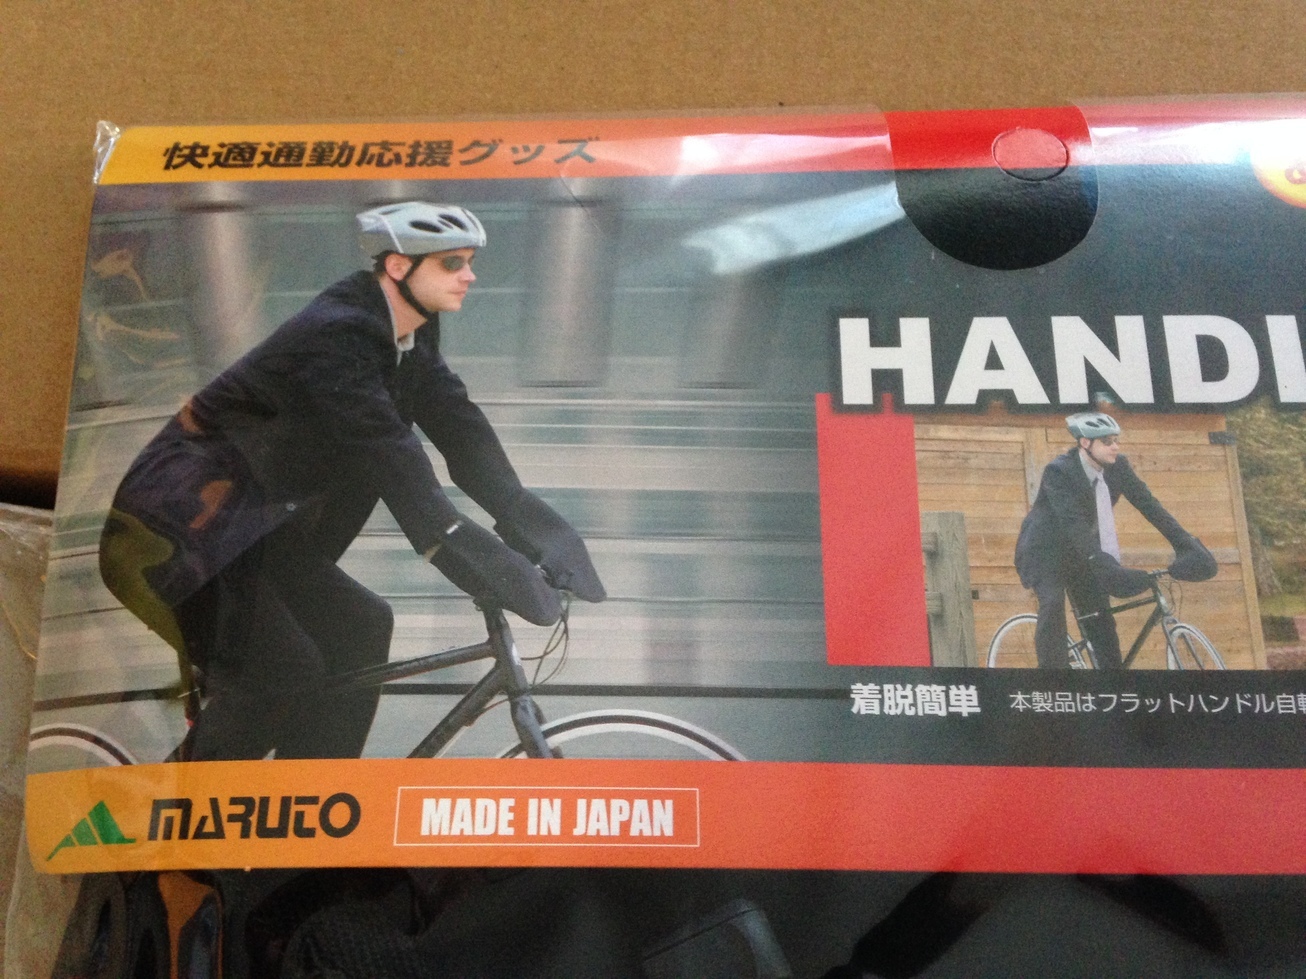 快適通勤応援グッズ
HANDL
着脱簡単 本製品はフラットハンドル自転
MARUTO
MADE IN JAPAN